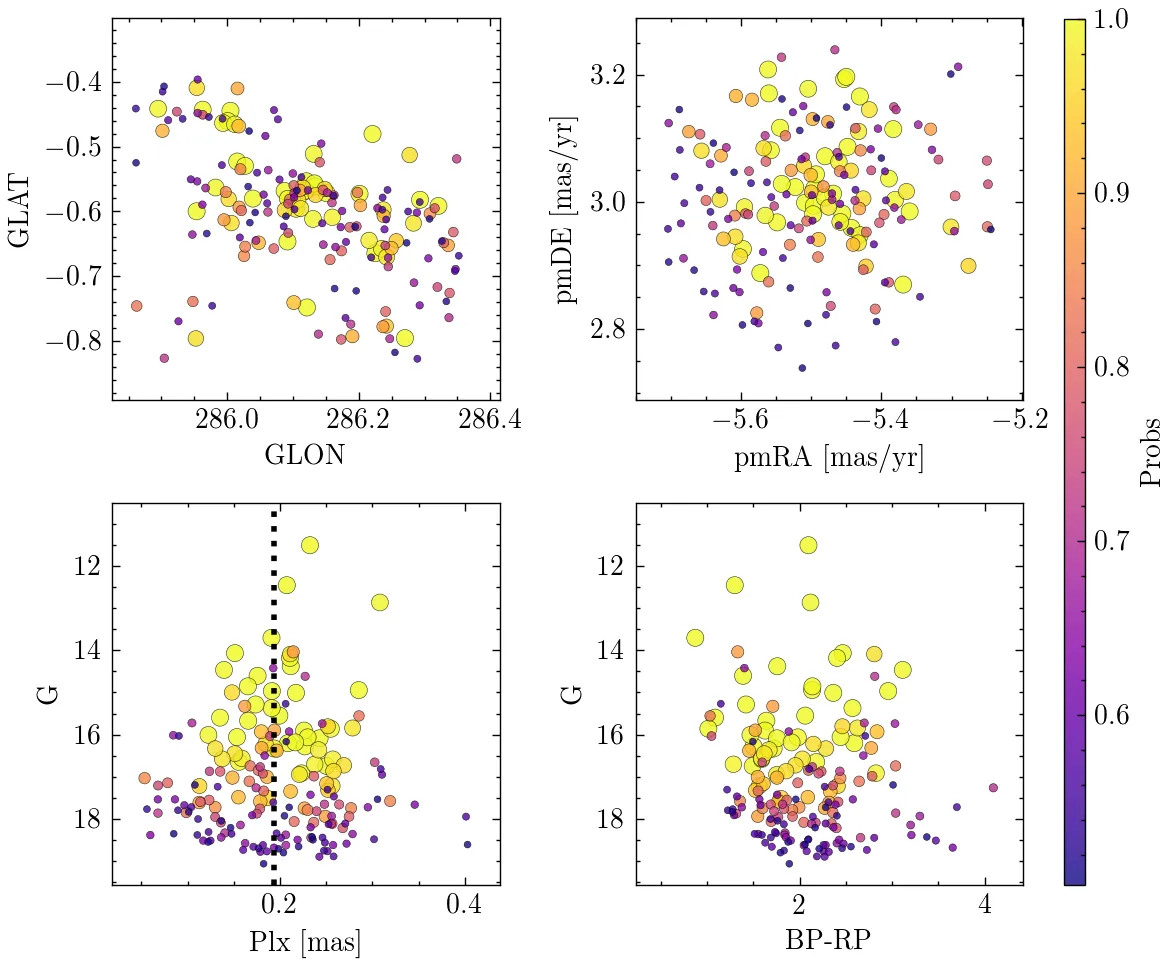 −0.4
−0.5
−0.6
−0.7
−0.8
GLAT
286.0 286.2 286.4
GLON
3.2
3.0
2.8
pmDE [mas/yr]
−5.6 −5.4 −5.2
pmRA [mas/yr]
12
14
16
18
G
0.2 0.4
Plx [mas]
12
14
16
18
G
2 4
BP-RP
1.0
0.9
0.8
0.7
0.6
Probs